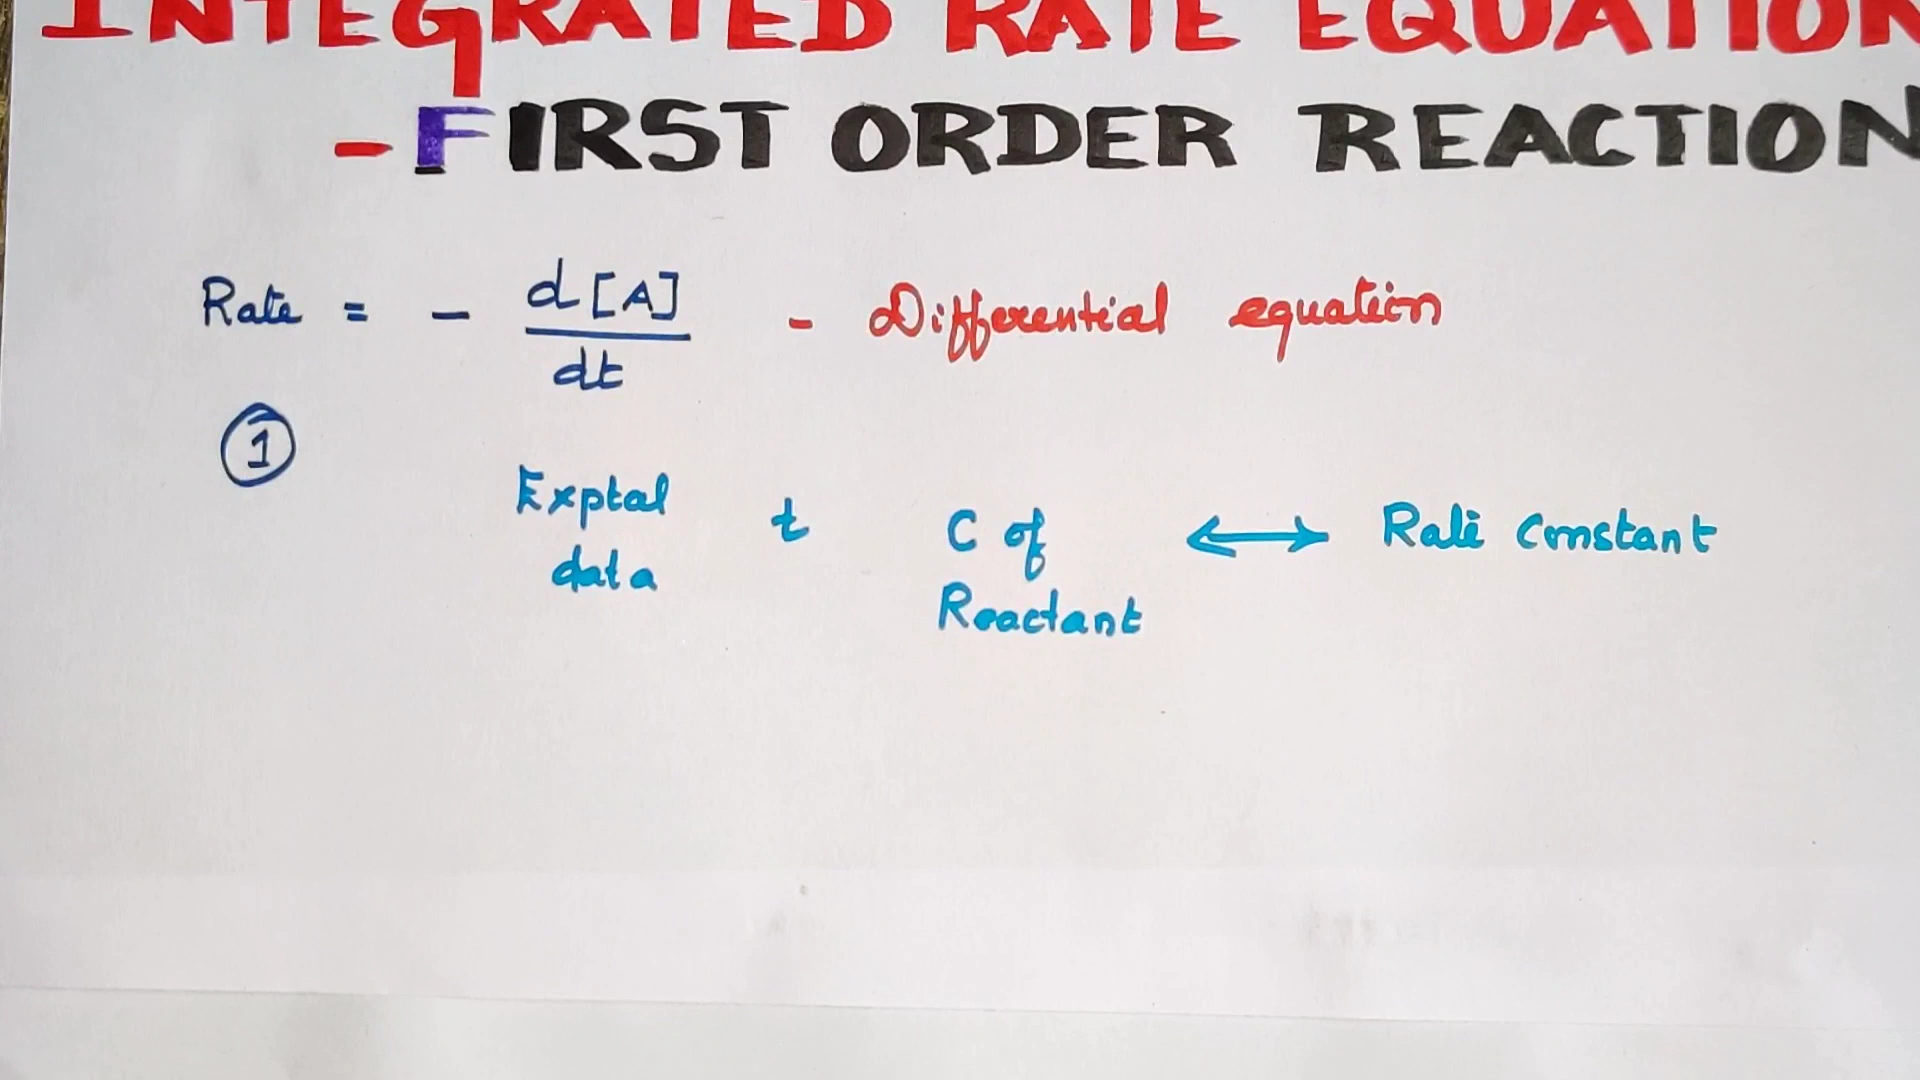 INTEGRATED RATE EQUATION
- FIRST ORDER REACTION
Rate = - d[A]/dt - Differential equation
1
Exptal data t C of Reactant ⟷ Rate constant